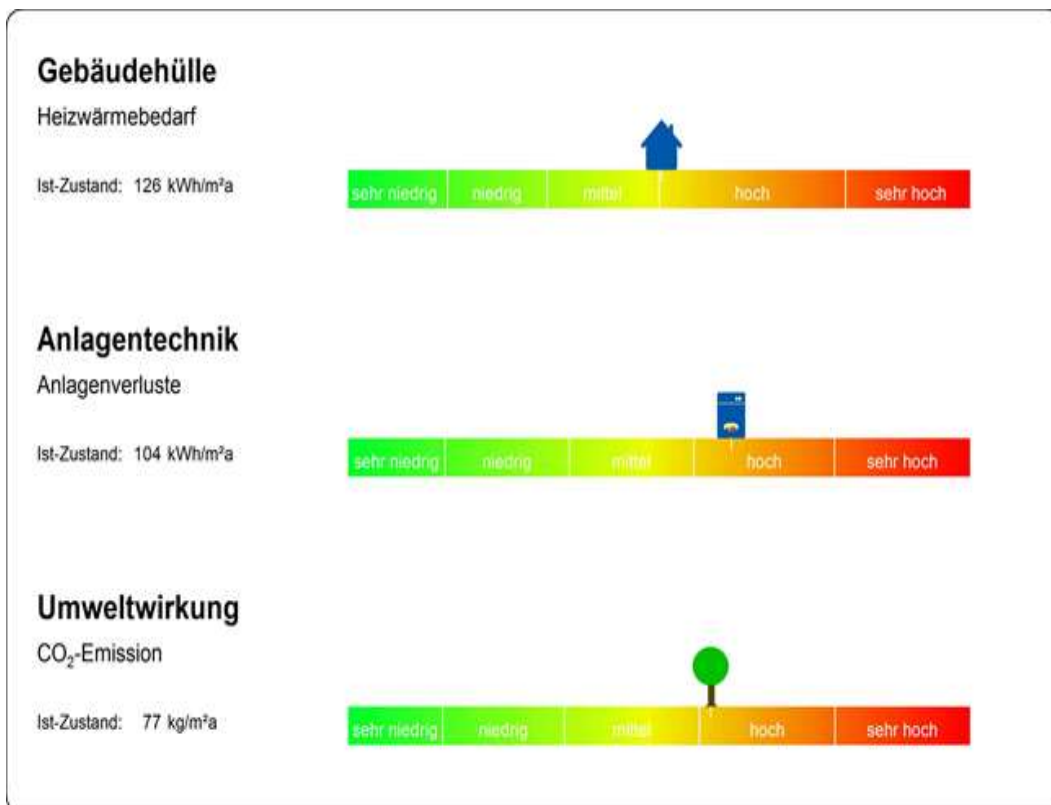 Gebäudehülle
Heizwärmebedarf
Ist-Zustand: 126 kWh/m²a
sehr niedrig niedrig mittel hoch sehr hoch
Anlagentechnik
Anlagenverluste
Ist-Zustand: 104 kWh/m²a
sehr niedrig niedrig mittel hoch sehr hoch
Umweltwirkung
CO₂-Emission
Ist-Zustand: 77 kg/m²a
sehr niedrig niedrig mittel hoch sehr hoch